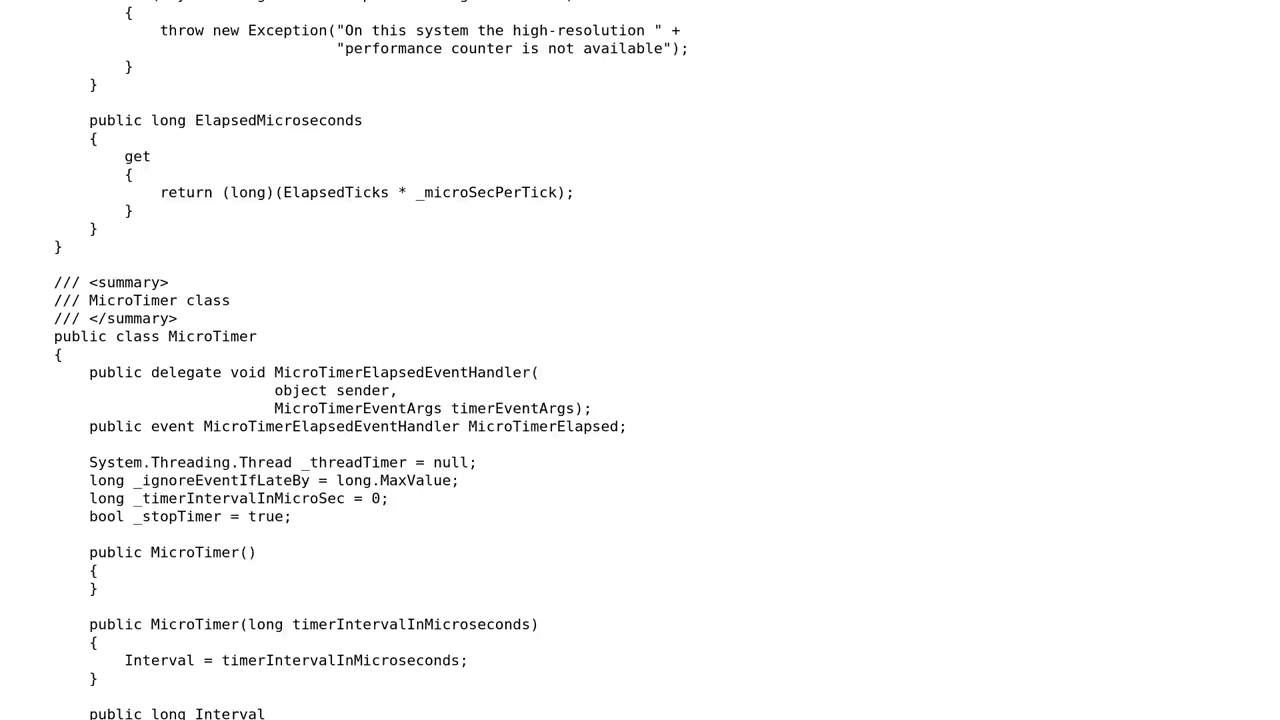 {
throw new Exception("On this system the high-resolution " +
"performance counter is not available");
}
}
public long ElapsedMicroseconds
{
get
{
return (long)(ElapsedTicks * _microSecPerTick);
}
}
}
/// <summary>
/// MicroTimer class
/// </summary>
public class MicroTimer
{
public delegate void MicroTimerElapsedEventHandler(
object sender,
MicroTimerEventArgs timerEventArgs);
public event MicroTimerElapsedEventHandler MicroTimerElapsed;
System.Threading.Thread _threadTimer = null;
long _ignoreEventIfLateBy = long.MaxValue;
long _timerIntervalInMicroSec = 0;
bool _stopTimer = true;
public MicroTimer()
{
}
public MicroTimer(long timerIntervalInMicroseconds)
{
Interval = timerIntervalInMicroseconds;
}
public long Interval